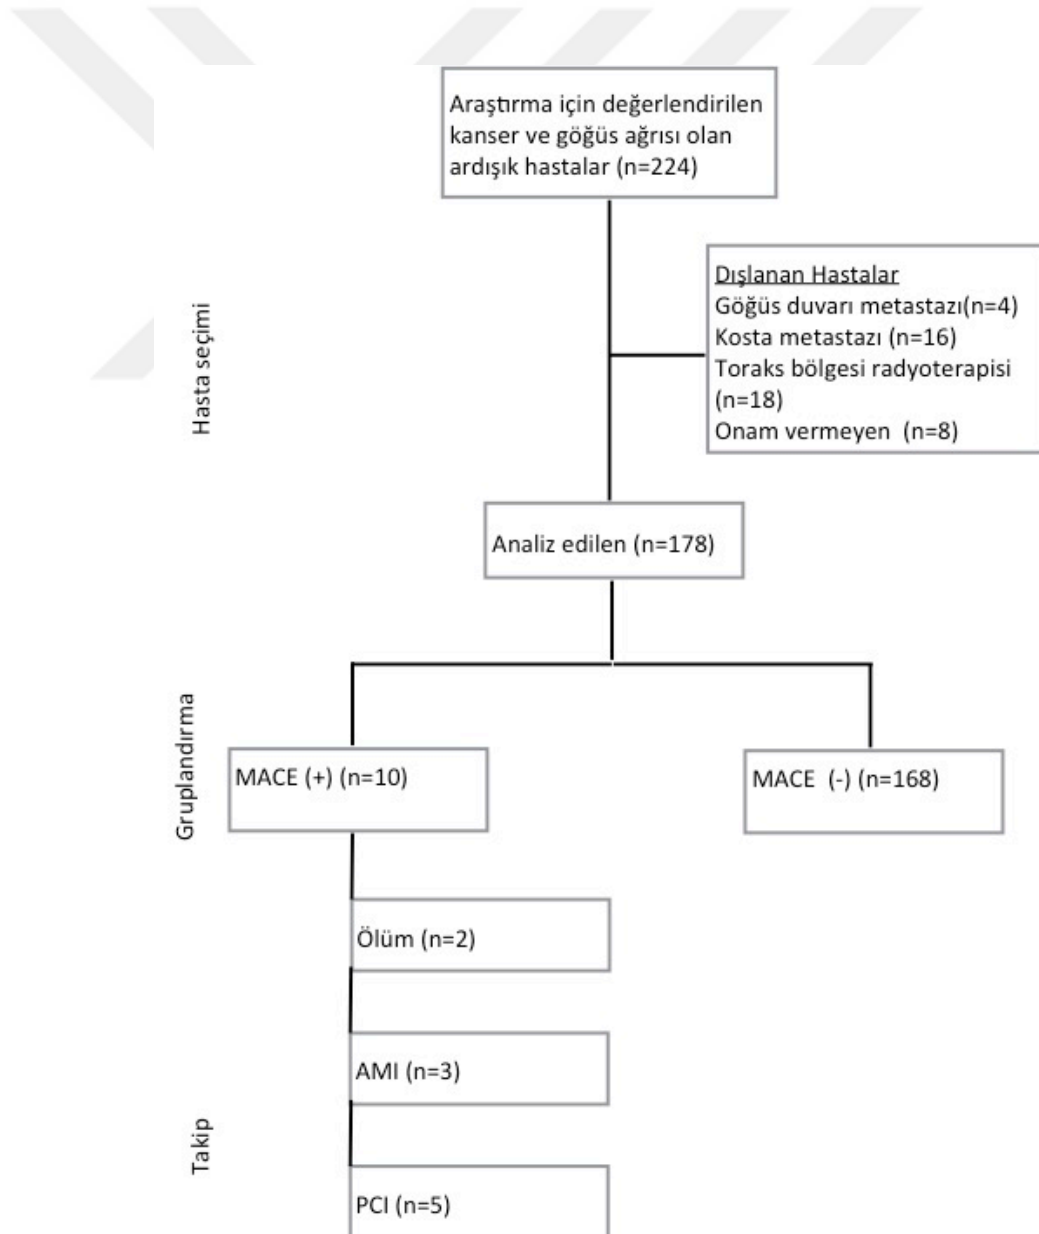 Araştırma için değerlendirilen
kanser ve göğüs ağrısı olan
ardışık hastalar (n=224)
Hasta seçimi
Dışlanan Hastalar
Göğüs duvarı metastazı(n=4)
Kosta metastazı (n=16)
Toraks bölgesi radyoterapisi
(n=18)
Onam vermeyen  (n=8)
Analiz edilen (n=178)
Gruplandırma
MACE (+) (n=10)
MACE  (-) (n=168)
Ölüm (n=2)
AMI (n=3)
Takip
PCI (n=5)